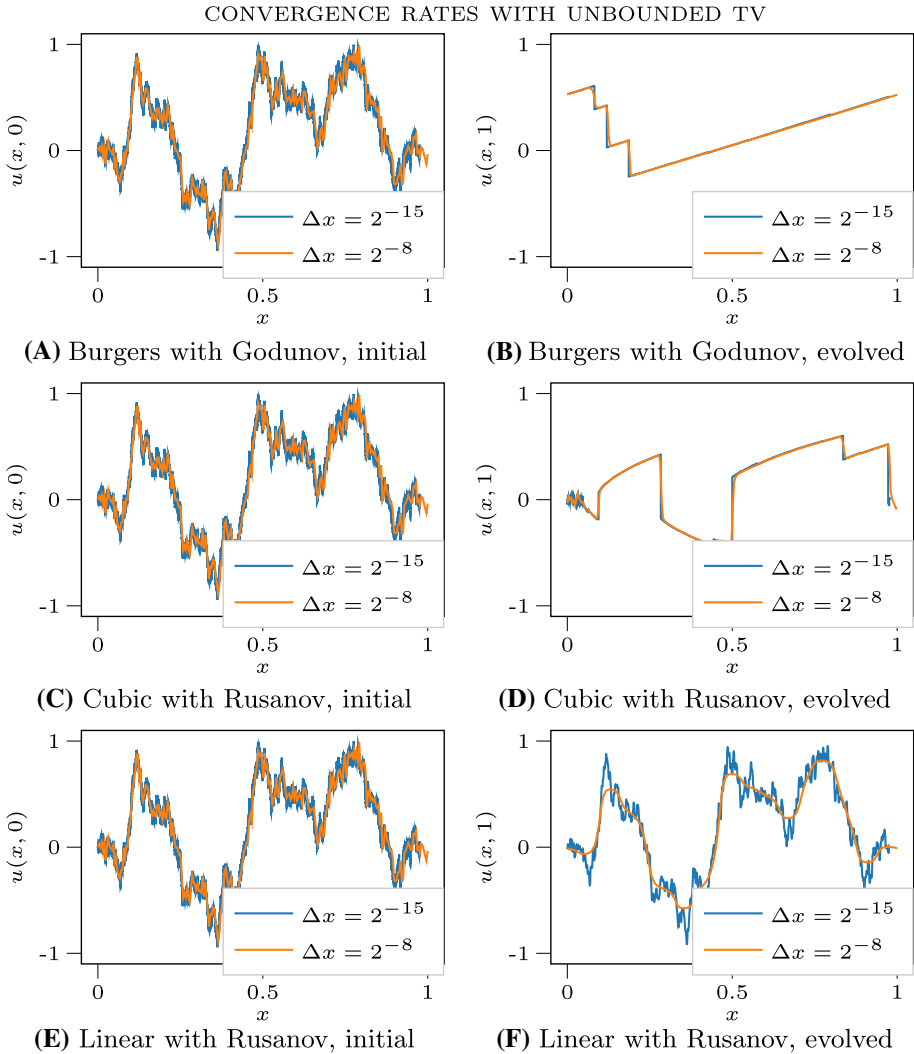 CONVERGENCE RATES WITH UNBOUNDED TV
1
0
-1
u(x, 0)
Δx = 2⁻¹⁵
Δx = 2⁻⁸
0
0.5
1
x
(A) Burgers with Godunov, initial
1
0
-1
u(x, 1)
Δx = 2⁻¹⁵
Δx = 2⁻⁸
0
0.5
1
x
(B) Burgers with Godunov, evolved
1
0
-1
u(x, 0)
Δx = 2⁻¹⁵
Δx = 2⁻⁸
0
0.5
1
x
(C) Cubic with Rusanov, initial
1
0
-1
u(x, 1)
Δx = 2⁻¹⁵
Δx = 2⁻⁸
0
0.5
1
x
(D) Cubic with Rusanov, evolved
1
0
-1
u(x, 0)
Δx = 2⁻¹⁵
Δx = 2⁻⁸
0
0.5
1
x
(E) Linear with Rusanov, initial
1
0
-1
u(x, 1)
Δx = 2⁻¹⁵
Δx = 2⁻⁸
0
0.5
1
x
(F) Linear with Rusanov, evolved